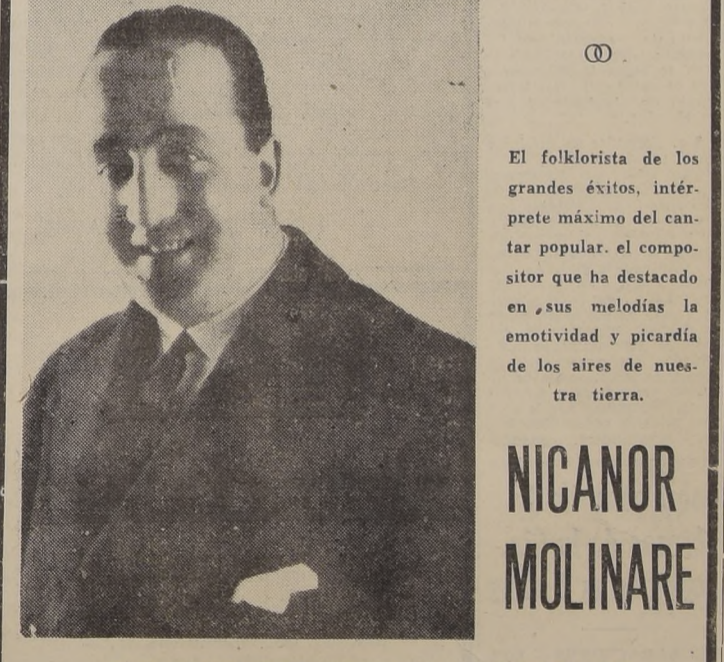 El folklorista de los
grandes éxitos, intér-
prete máximo del can-
tar popular. el compo-
sitor que ha destacado
en sus melodías la
emotividad y picardía
de los aires de nues-
tra tierra.
NICANOR
MOLINARE